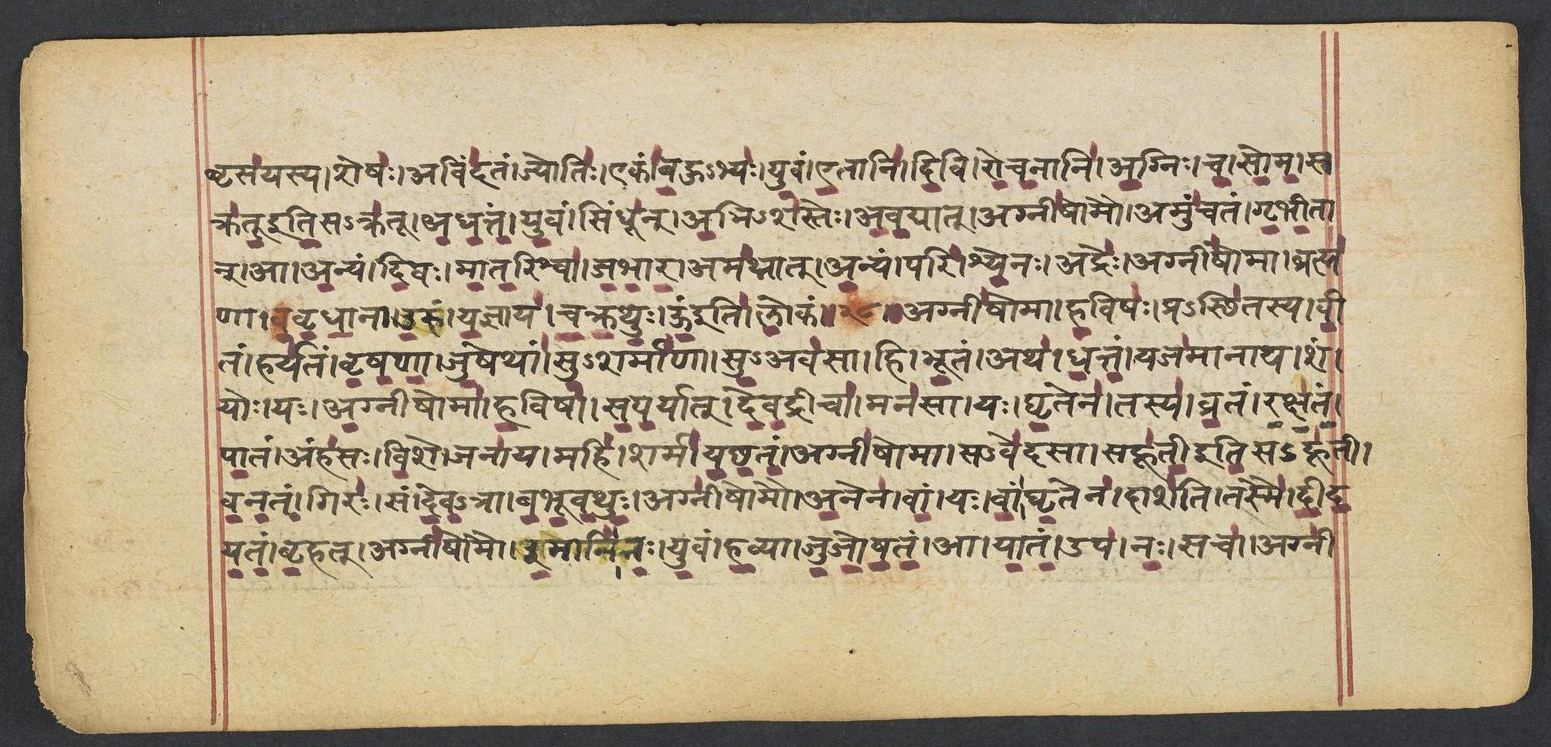 बृसयस्य।शेषः।अविंदतं।ज्योतिः।एकं।बहुऽभ्यः।युवं।एतानि।दिवि।रोचनानि।अग्निः।च।सोम।स
क्रतूइतिसऽक्रतू।अधत्तं।युवं।सिंधून्।अभिऽशस्तेः।अवद्यात्।अग्नीषोमौ।अमुंचतं।गृभीता
न्।आ।अन्यं।दिवः।मातरिश्वा।जभार।अमथ्नात्।अन्यं।परि।श्येनः।अद्रेः।अग्नीषोमा।ब्रह्म
णा।ववृधाना।उरुं।यज्ञाय।चक्रथुः।ऊंइति।लोकं॥२८॥अग्नीषोमा।हविषः।प्रऽस्थितस्य।वी
तं।हर्यतं।वृषणा।जुषेथां।सुऽशर्माणा।सुऽअवसा।हि।भूतं।अथ।धत्तं।यजमानाय।शं।
योः।यः।अग्नीषोमा।हविषा।सपर्यात्।देवद्रीचा।मनसा।यः।घृतेन।तस्य।व्रतं।रक्षतं।
पातं।अंहसः।विशे।जनाय।महि।शर्म।यछतं।अग्नीषोमा।सऽवेदसा।सहूती इति सऽहूती।
वनतं।गिरः।सं।देवऽत्रा।बभूवथुः।अग्नीषोमौ।अनेन।वां।यः।वां।घृतेन।दाशति।तस्मै।दीद
यतं।बृहत्।अग्नीषोमौ।इमानि।नः।युवं।हव्या।जुजोषतं।आ।यातं।उप।नः।सचा।अग्नी